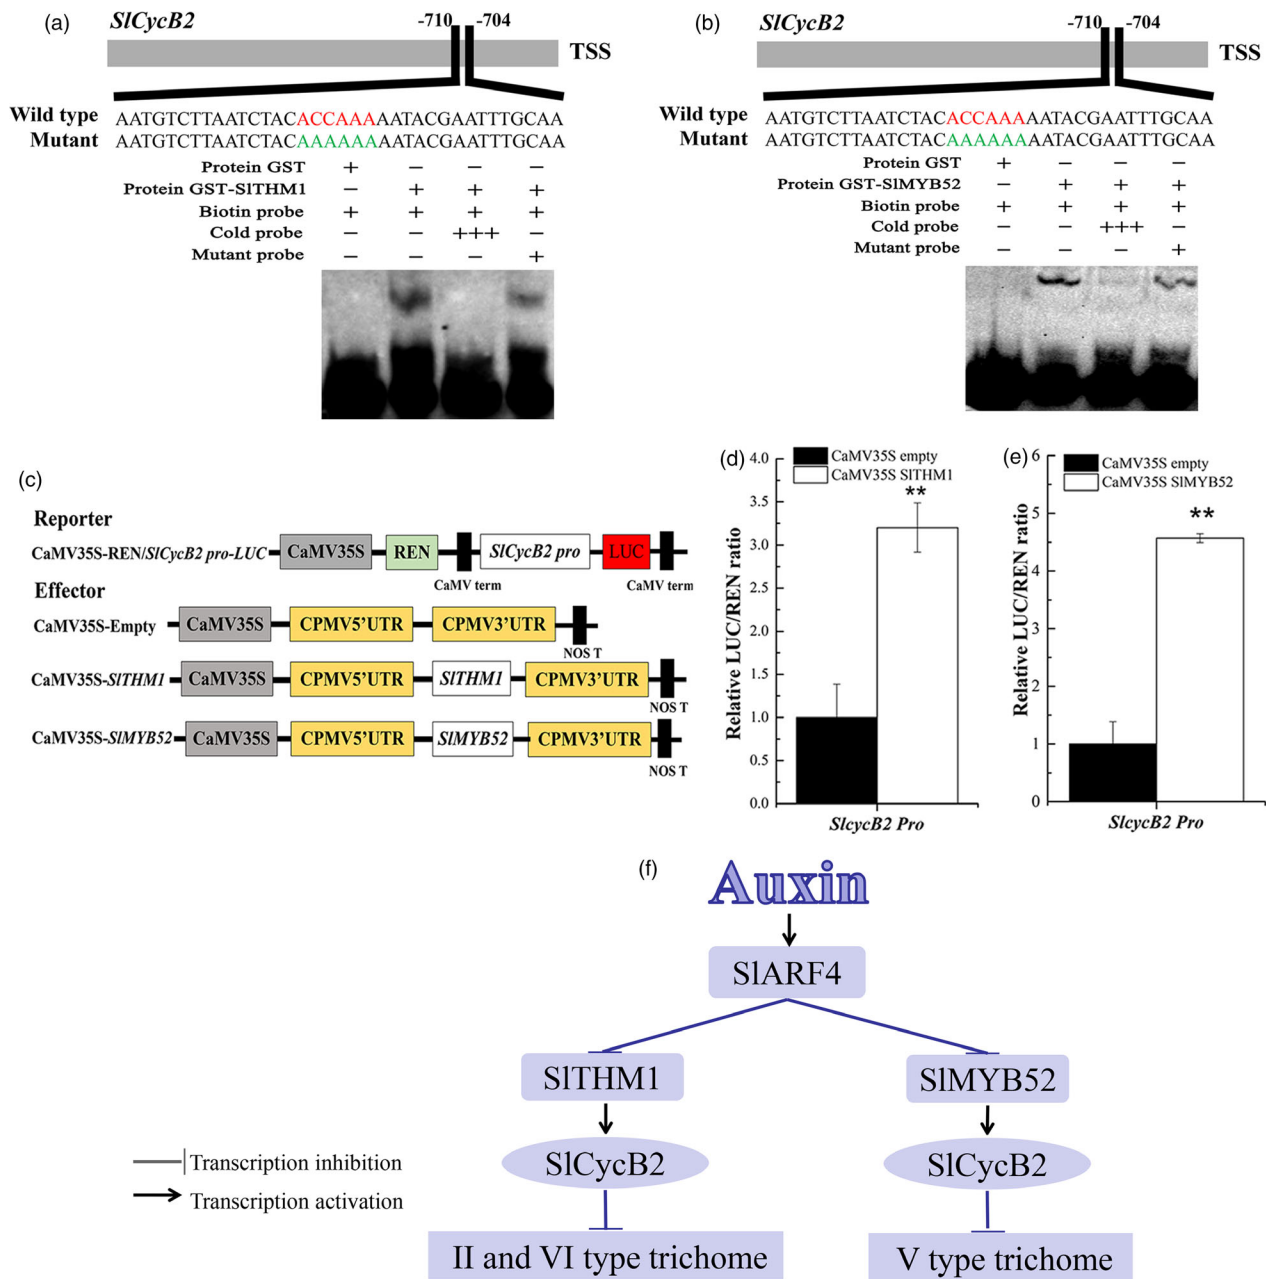 (a)
SlCycB2
-710 -704
TSS
Wild type AATGTCTTAATCTACACCAAAAATACGAATTTGCAA
Mutant AATGTCTTAATCTACAAAAAAAATACGAATTTGCAA
Protein GST + − − −
Protein GST-SlTHM1 − + + +
Biotin probe + + + +
Cold probe − − +++ −
Mutant probe − − − +
(b)
SlCycB2
-710 -704
TSS
Wild type AATGTCTTAATCTACACCAAAAATACGAATTTGCAA
Mutant AATGTCTTAATCTACAAAAAAAATACGAATTTGCAA
Protein GST + − − −
Protein GST-SlMYB52 − + + +
Biotin probe + + + +
Cold probe − − +++ −
Mutant probe − − − +
(c)
Reporter
CaMV35S-REN/SlCycB2 pro-LUC CaMV35S REN SlCycB2 pro LUC
CaMV term CaMV term
Effector
CaMV35S-Empty CaMV35S CPMV5'UTR CPMV3'UTR
NOS T
CaMV35S-SlTHM1 CaMV35S CPMV5'UTR SlTHM1 CPMV3'UTR
NOS T
CaMV35S-SlMYB52 CaMV35S CPMV5'UTR SlMYB52 CPMV3'UTR
NOS T
(d)
CaMV35S empty
CaMV35S SlTHM1
**
Relative LUC/REN ratio
4.0
3.5
3.0
2.5
2.0
1.5
1.0
0.5
0.0
SlcycB2 Pro
(e)
CaMV35S empty
CaMV35S SlMYB52
**
Relative LUC/REN ratio
6
5
4
3
2
1
0
SlcycB2 Pro
(f)
Auxin
SlARF4
SlTHM1 SlMYB52
SlCycB2 SlCycB2
II and VI type trichome V type trichome
Transcription inhibition
Transcription activation